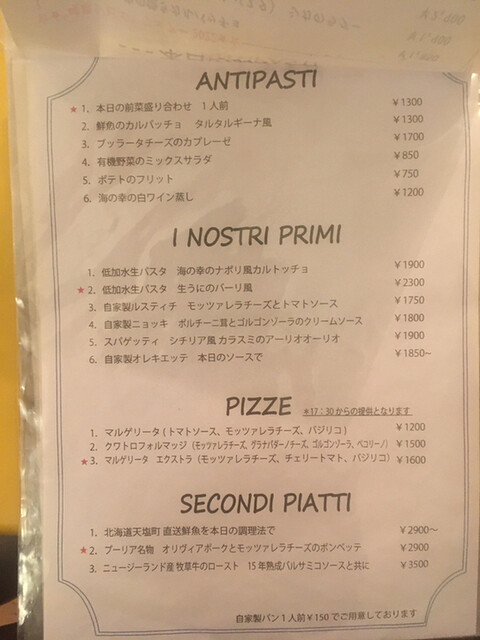 ANTIPASTI
★ 1. 本日の前菜盛り合わせ 1人前 ￥1300
2. 鮮魚のカルパッチョ タルタルギーナ風 ￥1300
3. ブッラータチーズのカプレーゼ ￥1700
4. 有機野菜のミックスサラダ ￥850
5. ポテトのフリット ￥750
6. 海の幸の白ワイン蒸し ￥1200
I NOSTRI PRIMI
1. 低加水生パスタ 海の幸のナポリ風カルトッチョ ￥1900
★ 2. 低加水生パスタ 生うにのバーリ風 ￥2300
3. 自家製ルスティチ モッツァレラチーズとトマトソース ￥1750
4. 自家製ニョッキ ポルチーニ茸とゴルゴンゾーラのクリームソース ￥1800
5. スパゲッティ シチリア風 カラスミのアーリオオーリオ ￥1900
6. 自家製オレキエッテ 本日のソースで ￥1850~
PIZZE ＊17：30からの提供となります
1. マルゲリータ ( トマトソース、モッツァレラチーズ、バジリコ ) ￥1200
2. クワトロフォルマッジ（モッツァレラチーズ、グラナパダーノチーズ、ゴルゴンゾーラ、ペコリーノ） ￥1500
★ 3. マルゲリータ エクストラ（モッツァレラチーズ、チェリートマト、バジリコ） ￥1600
SECONDI PIATTI
1. 北海道天塩町 直送鮮魚を本日の調理法で ￥2900～
★ 2. プーリア名物 オリヴィアポークとモッツァレラチーズのボンベッテ ￥2900
3. ニュージーランド産 牧草牛のロースト 15年熟成バルサミコソースと共に ￥3500
自家製パン1人前￥150でご用意しております